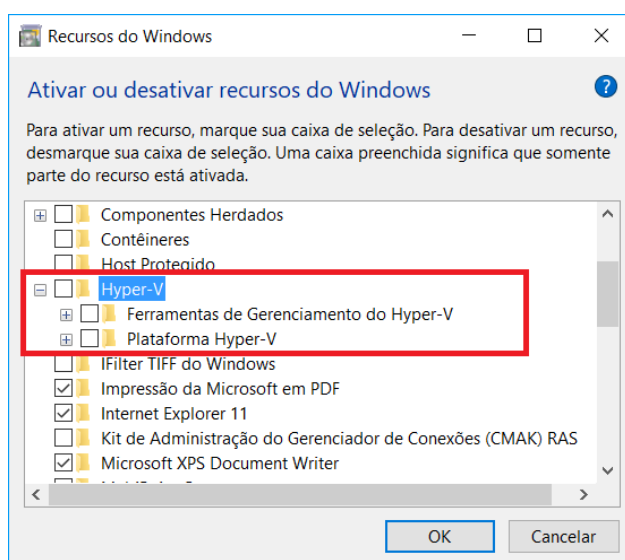 Recursos do Windows
Ativar ou desativar recursos do Windows
Para ativar um recurso, marque sua caixa de seleção. Para desativar um recurso,
desmarque sua caixa de seleção. Uma caixa preenchida significa que somente
parte do recurso está ativada.
Componentes Herdados
Contêineres
Host Protegido
Hyper-V
Ferramentas de Gerenciamento do Hyper-V
Plataforma Hyper-V
IFilter TIFF do Windows
Impressão da Microsoft em PDF
Internet Explorer 11
Kit de Administração do Gerenciador de Conexões (CMAK) RAS
Microsoft XPS Document Writer
OK
Cancelar